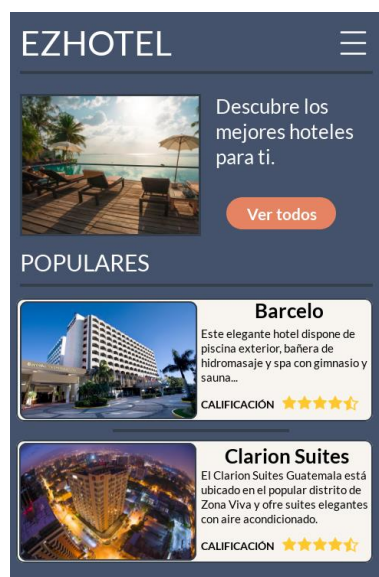 EZHOTEL
Descubre los
mejores hoteles
para ti.
Ver todos
POPULARES
Barcelo
Este elegante hotel dispone de
piscina exterior, bañera de
hidromasaje y spa con gimnasio y
sauna...
CALIFICACIÓN
Clarion Suites
El Clarion Suites Guatemala está
ubicado en el popular distrito de
Zona Viva y ofre suites elegantes
con aire acondicionado.
CALIFICACIÓN